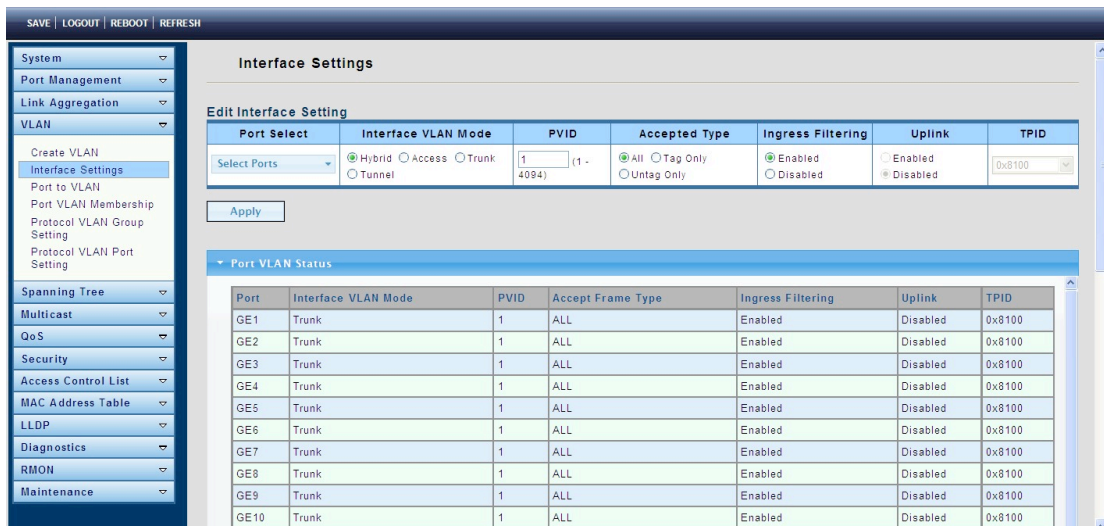 SAVE | LOGOUT | REBOOT | REFRESH
System
Port Management
Link Aggregation
VLAN
Create VLAN
Interface Settings
Port to VLAN
Port VLAN Membership
Protocol VLAN Group
Setting
Protocol VLAN Port
Setting
Spanning Tree
Multicast
QoS
Security
Access Control List
MAC Address Table
LLDP
Diagnostics
RMON
Maintenance
Interface Settings
Edit Interface Setting
Port Select Interface VLAN Mode PVID Accepted Type Ingress Filtering Uplink TPID
Select Ports Hybrid Access Trunk 1 (1 - All Tag Only Enabled Enabled 0x8100
Tunnel 4094) Untag Only Disabled Disabled
Apply
Port VLAN Status
Port Interface VLAN Mode PVID Accept Frame Type Ingress Filtering Uplink TPID
GE1 Trunk 1 ALL Enabled Disabled 0x8100
GE2 Trunk 1 ALL Enabled Disabled 0x8100
GE3 Trunk 1 ALL Enabled Disabled 0x8100
GE4 Trunk 1 ALL Enabled Disabled 0x8100
GE5 Trunk 1 ALL Enabled Disabled 0x8100
GE6 Trunk 1 ALL Enabled Disabled 0x8100
GE7 Trunk 1 ALL Enabled Disabled 0x8100
GE8 Trunk 1 ALL Enabled Disabled 0x8100
GE9 Trunk 1 ALL Enabled Disabled 0x8100
GE10 Trunk 1 ALL Enabled Disabled 0x8100